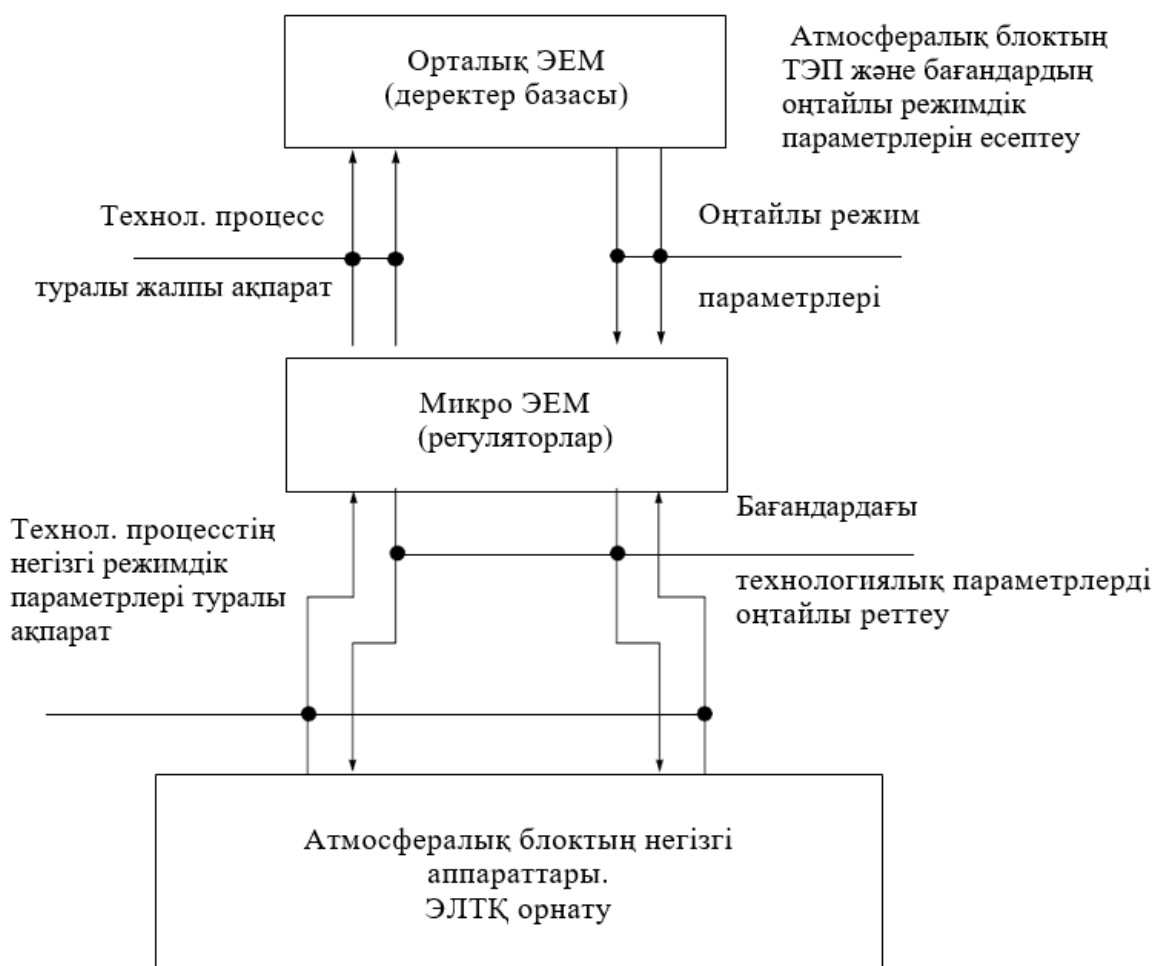 Орталық ЭЕМ
(деректер базасы)
Атмосфералық блоктың
ТЭП және бағандардың
оңтайлы режимдік
параметрлерін есептеу
Технол. процесс
туралы жалпы ақпарат
Оңтайлы режим
параметрлері
Микро ЭЕМ
(регуляторлар)
Технол. процесстің
негізгі режимдік
параметрлері туралы
ақпарат
Бағандардағы
технологиялық параметрлерді
оңтайлы реттеу
Атмосфералық блоктың негізгі
аппараттары.
ЭЛТҚ орнату